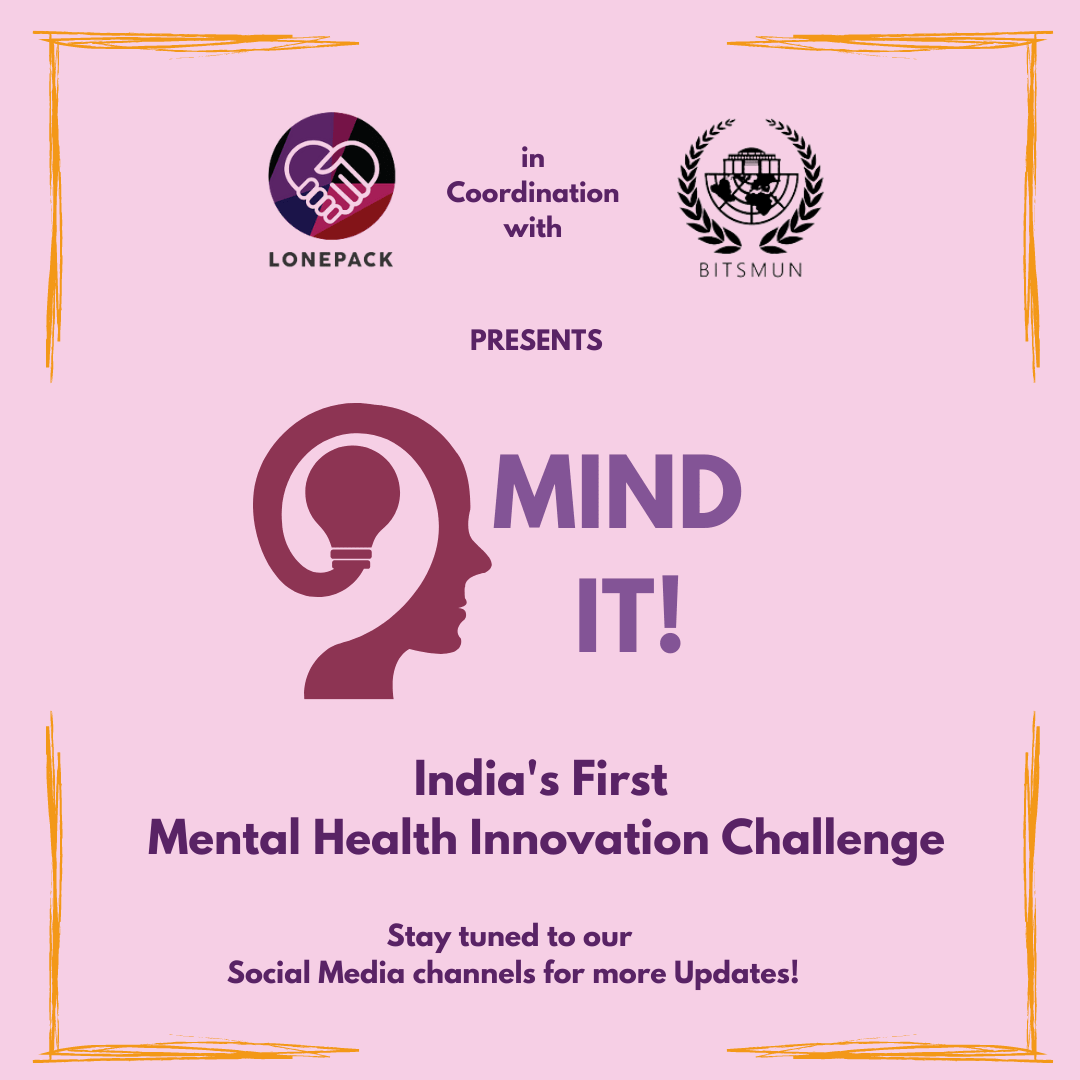 LONEPACK
in
Coordination
with
BITSMUN
PRESENTS
MIND
IT!
India's First
Mental Health Innovation Challenge
Stay tuned to our
Social Media channels for more Updates!